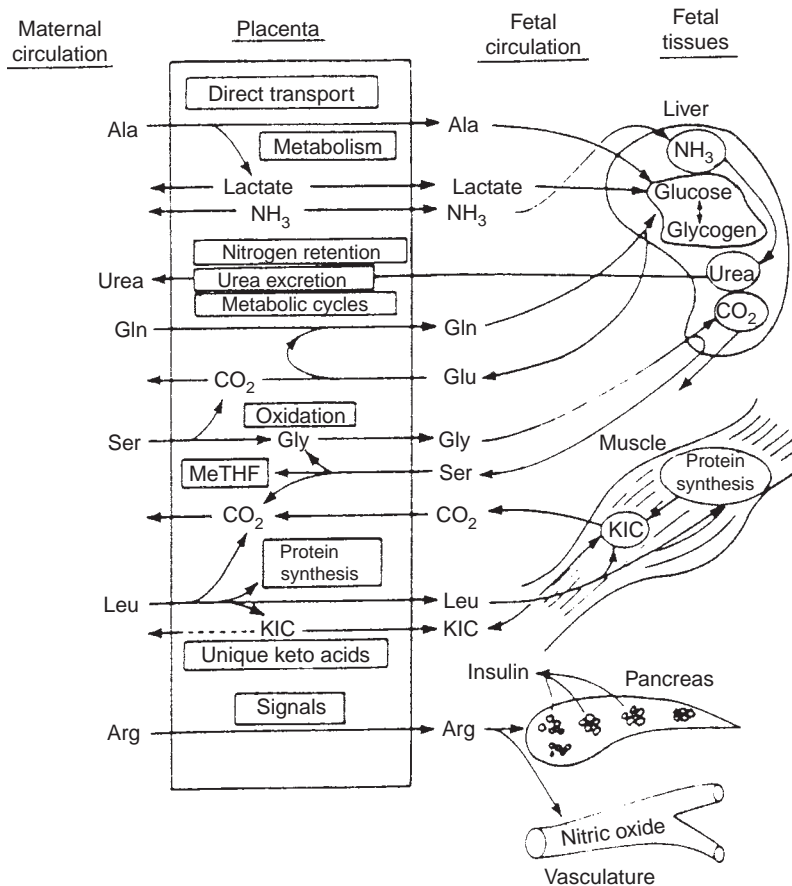 Maternal circulation
Placenta
Fetal circulation
Fetal tissues
Direct transport
Liver
Ala
Ala
Metabolism
NH₃
Lactate
Lactate
Glucose
NH₃
NH₃
Glycogen
Nitrogen retention
Urea
Urea excretion
Urea
Metabolic cycles
CO₂
Gln
Gln
CO₂
Glu
Oxidation
Ser
Gly
Gly
Muscle
MeTHF
Ser
Protein synthesis
CO₂
CO₂
KIC
Protein synthesis
Leu
Leu
KIC
KIC
Unique keto acids
Insulin
Pancreas
Signals
Arg
Arg
Nitric oxide
Vasculature